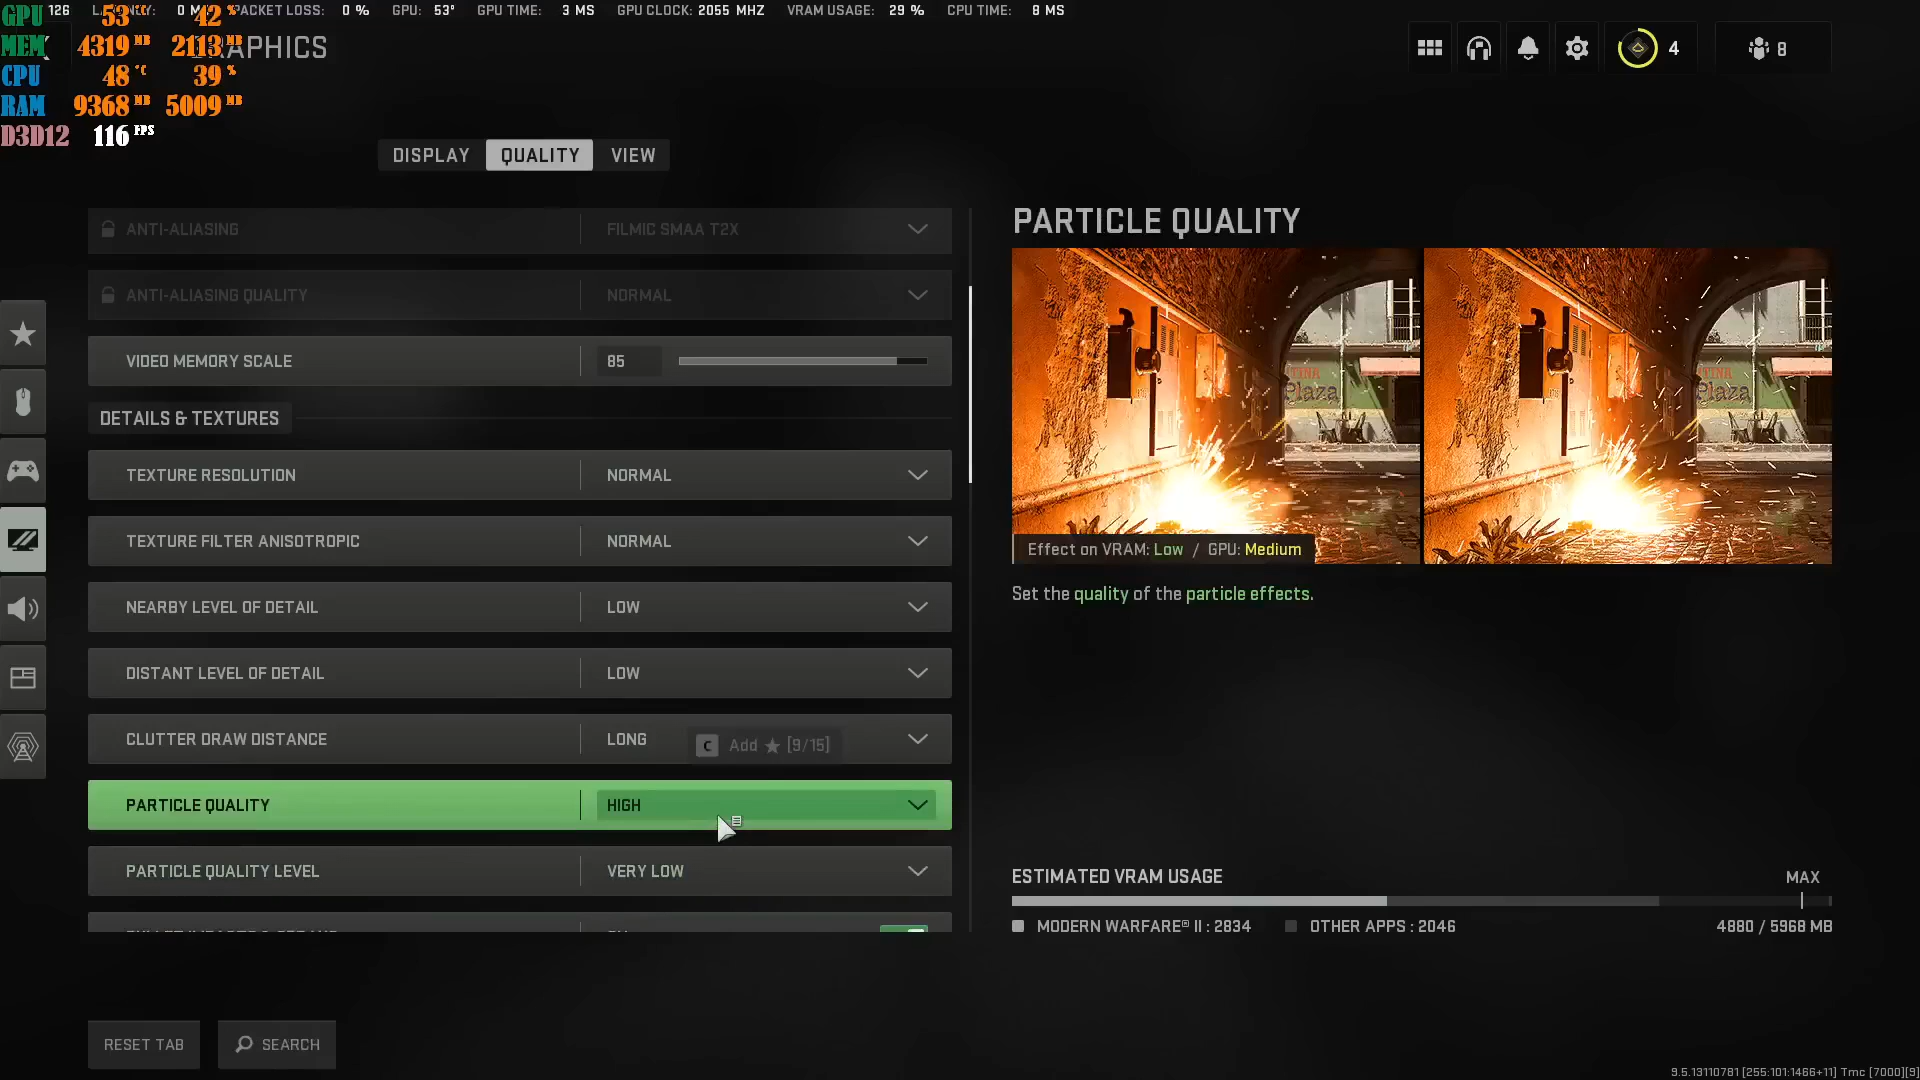 126 0 PACKET LOSS: 0 % GPU: 53° GPU TIME: 3 MS GPU CLOCK: 2055 MHZ VRAM USAGE: 29 % CPU TIME: 8 MS
GPU 53 °C 42 %
MEM 4319 MB 2113 MB
CPU 48 °C 39 %
RAM 9368 MB 5009 MB
D3D12 116 FPS
RAPHICS
4
8
DISPLAY QUALITY VIEW
ANTI-ALIASING FILMIC SMAA T2X
ANTI-ALIASING QUALITY NORMAL
VIDEO MEMORY SCALE 85
DETAILS & TEXTURES
TEXTURE RESOLUTION NORMAL
TEXTURE FILTER ANISOTROPIC NORMAL
NEARBY LEVEL OF DETAIL LOW
DISTANT LEVEL OF DETAIL LOW
CLUTTER DRAW DISTANCE LONG
C Add ★ [9/15]
PARTICLE QUALITY HIGH
PARTICLE QUALITY LEVEL VERY LOW
RESET TAB SEARCH
PARTICLE QUALITY
TINA
Plaza
TINA
Plaza
Effect on VRAM: Low / GPU: Medium
Set the quality of the particle effects.
ESTIMATED VRAM USAGE MAX
MODERN WARFARE® II : 2834 OTHER APPS : 2046 4880 / 5968 MB
9.5.13110781 [255:101:1466+11] Tmc [7000][9]